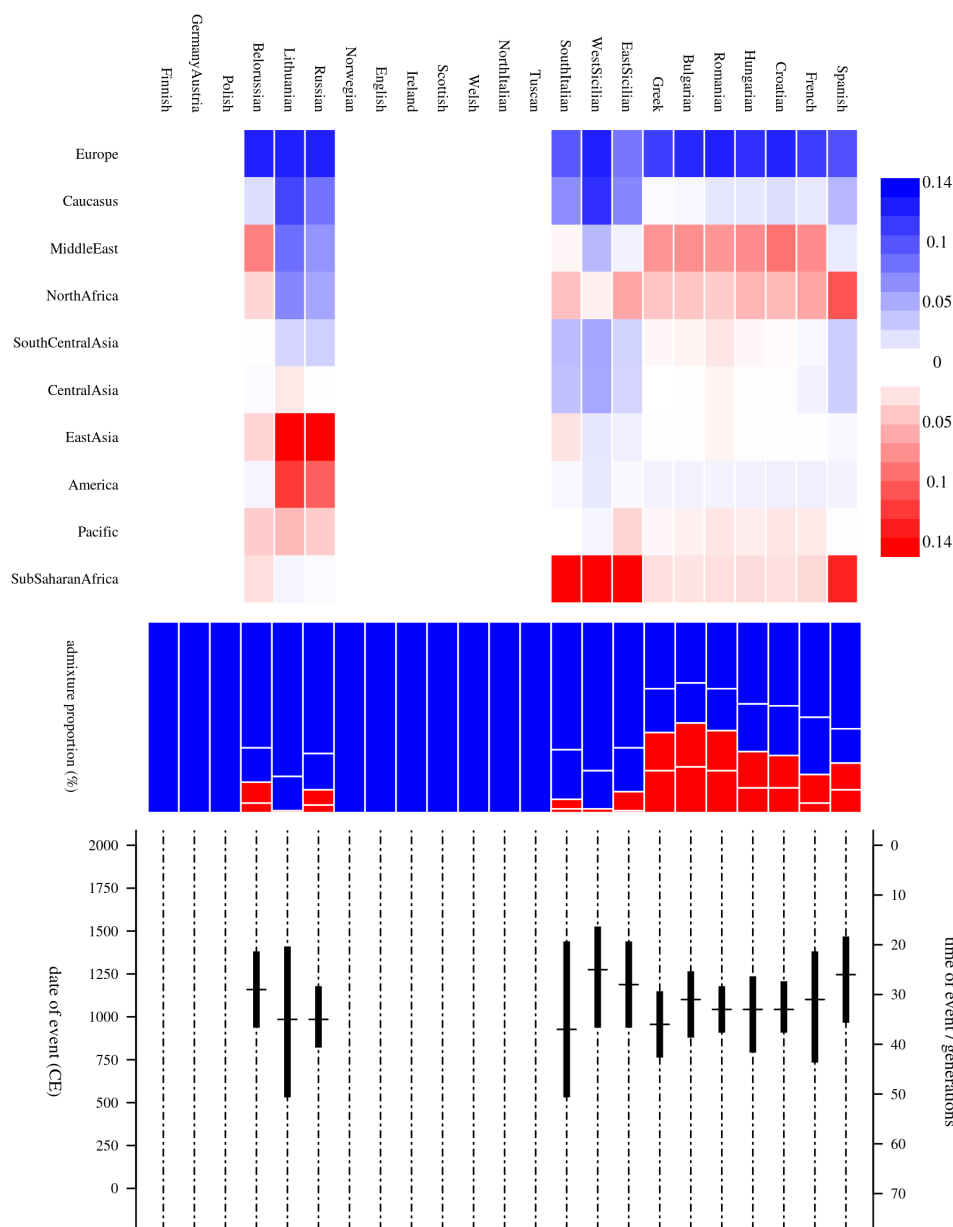 Finnish
GermanyAustria
Polish
Belorussian
Lithuanian
Russian
Norwegian
English
Ireland
Scottish
Welsh
NorthItalian
Tuscan
SouthItalian
WestSicilian
EastSicilian
Greek
Bulgarian
Romanian
Hungarian
Croatian
French
Spanish
Europe
Caucasus
MiddleEast
NorthAfrica
SouthCentralAsia
CentralAsia
EastAsia
America
Pacific
SubSaharanAfrica
0.14
0.1
0.05
0
0.05
0.1
0.14
admixture proportion (%)
date of event (CE)
2000
1750
1500
1250
1000
750
500
250
0
0
10
20
30
40
50
60
70
time of event / generations